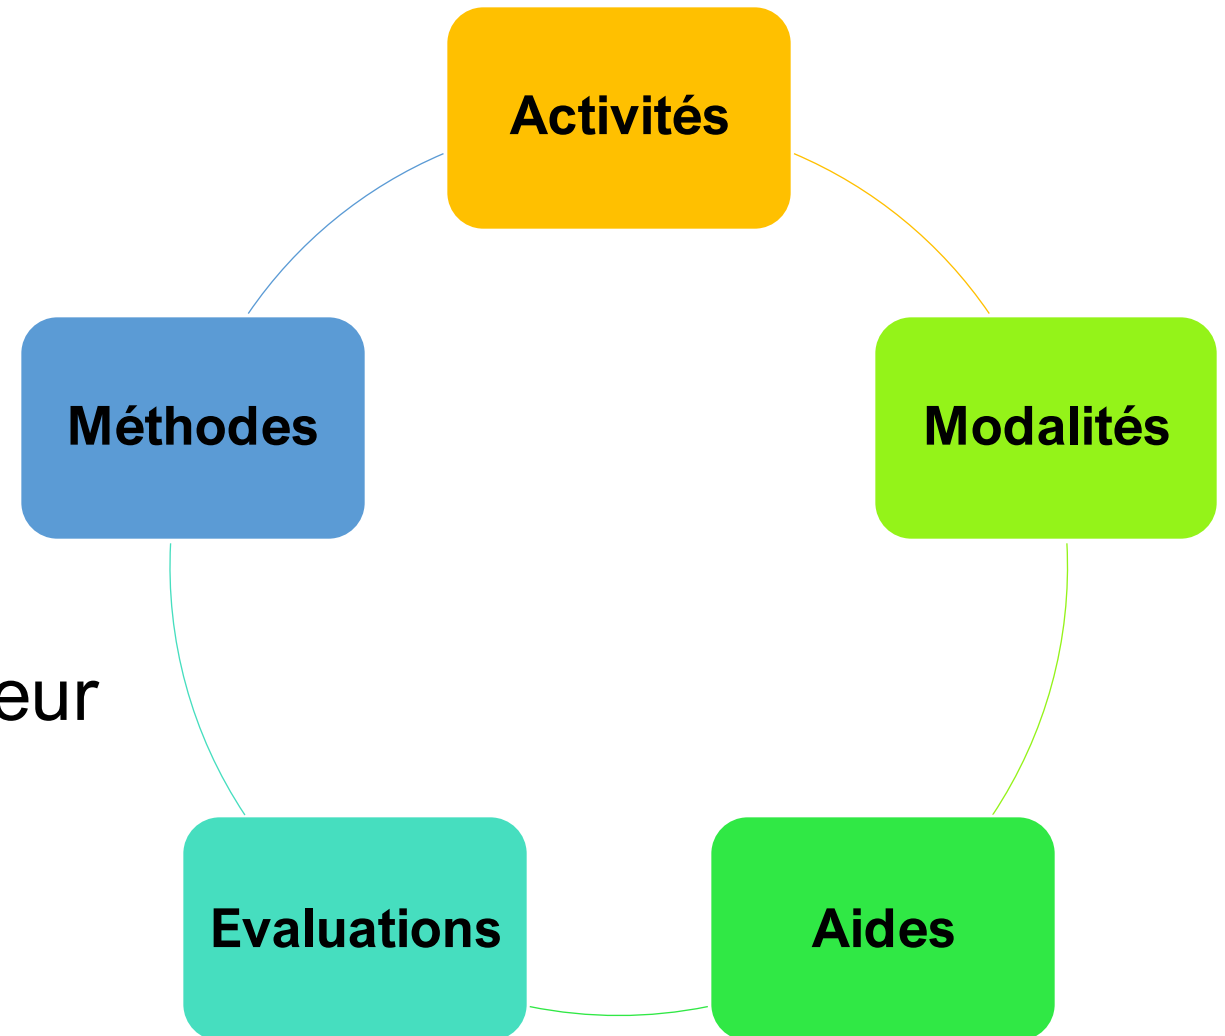 Activités
Méthodes
Modalités
eur
Evaluations
Aides